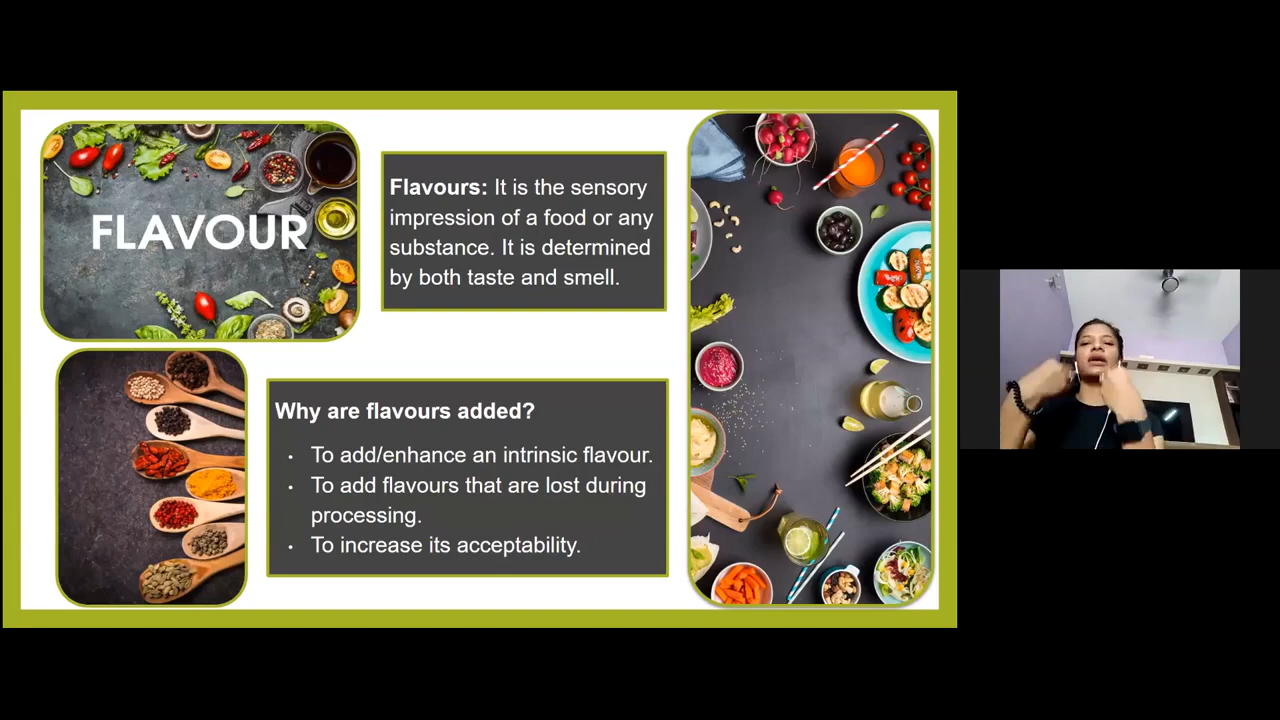 FLAVOUR
Flavours: It is the sensory
impression of a food or any
substance. It is determined
by both taste and smell.
Why are flavours added?
• To add/enhance an intrinsic flavour.
• To add flavours that are lost during
processing.
• To increase its acceptability.